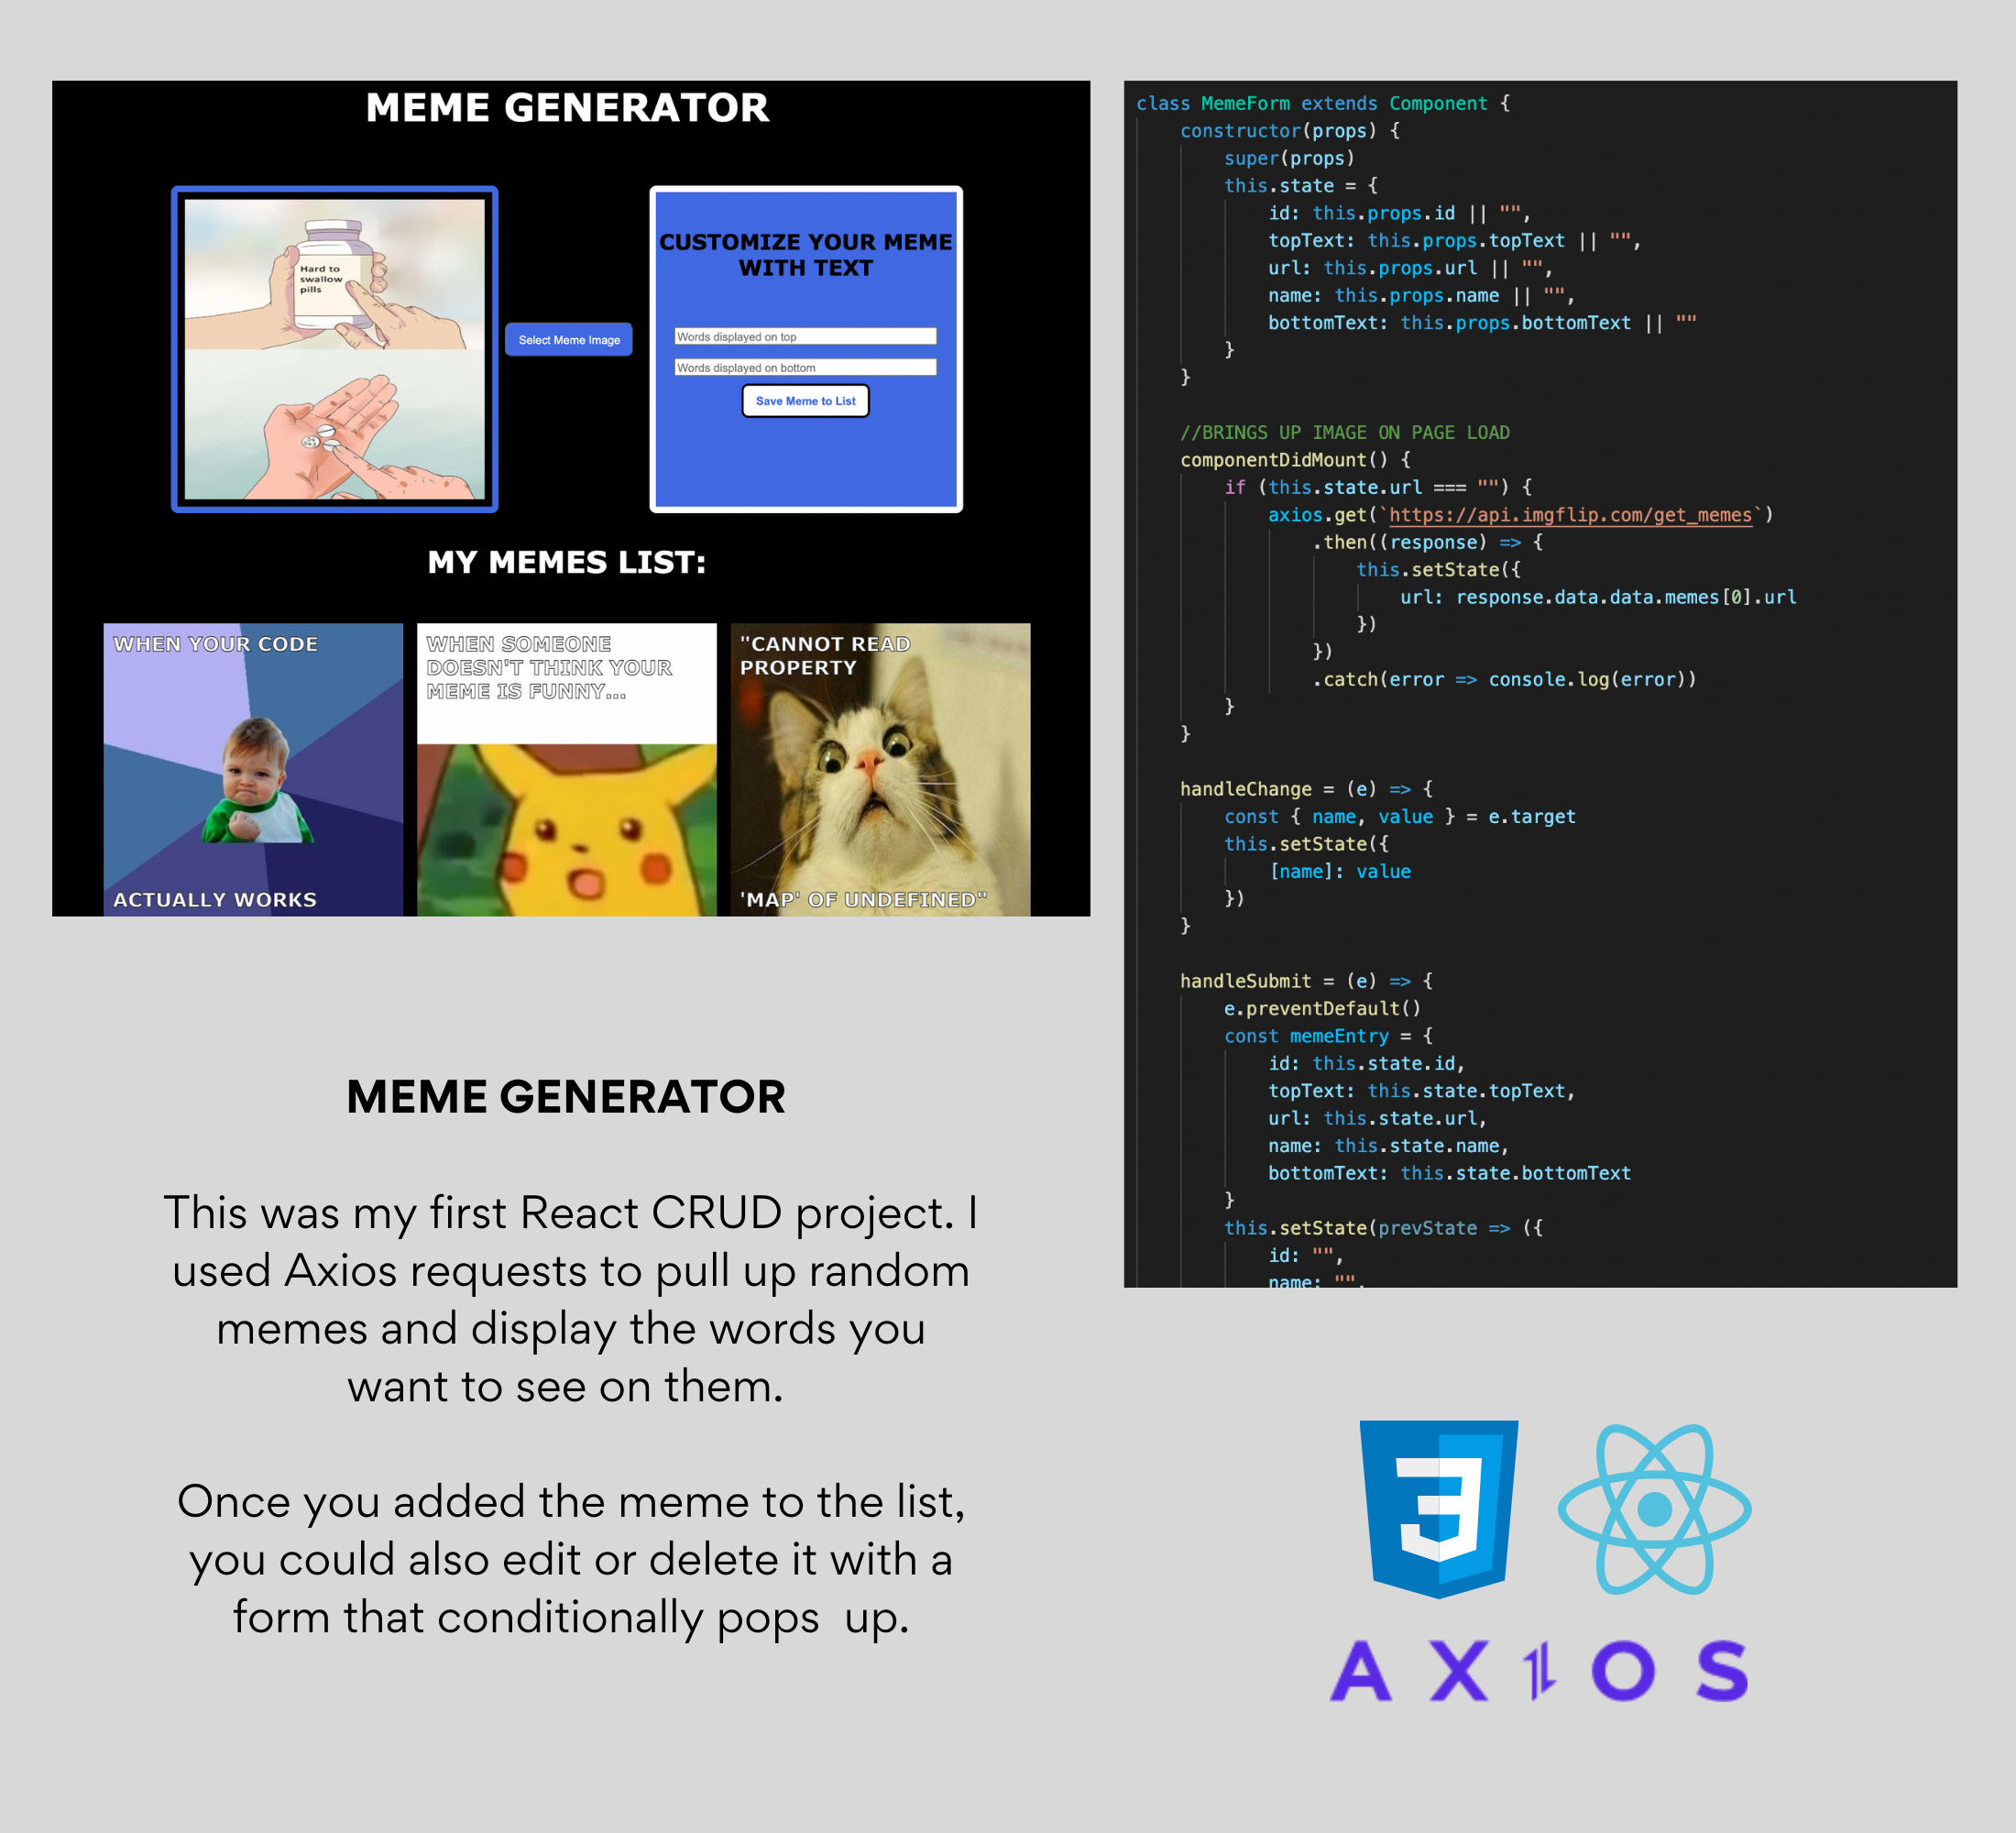 MEME GENERATOR
Hard to
swallow
pills
Select Meme Image
CUSTOMIZE YOUR MEME
WITH TEXT
Words displayed on top
Words displayed on bottom
Save Meme to List
MY MEMES LIST:
WHEN YOUR CODE
ACTUALLY WORKS
WHEN SOMEONE
DOESN'T THINK YOUR
MEME IS FUNNY...
"CANNOT READ
PROPERTY
'MAP' OF UNDEFINED"
class MemeForm extends Component {
constructor(props) {
super(props)
this.state = {
id: this.props.id || "",
topText: this.props.topText || "",
url: this.props.url || "",
name: this.props.name || "",
bottomText: this.props.bottomText || ""
}
}
//BRINGS UP IMAGE ON PAGE LOAD
componentDidMount() {
if (this.state.url === "") {
axios.get(`https://api.imgflip.com/get_memes`)
.then((response) => {
this.setState({
url: response.data.data.memes[0].url
})
})
.catch(error => console.log(error))
}
}
handleChange = (e) => {
const { name, value } = e.target
this.setState({
[name]: value
})
}
handleSubmit = (e) => {
e.preventDefault()
const memeEntry = {
id: this.state.id,
topText: this.state.topText,
url: this.state.url,
name: this.state.name,
bottomText: this.state.bottomText
}
this.setState(prevState => ({
id: "",
name: "",
MEME GENERATOR
This was my first React CRUD project. I
used Axios requests to pull up random
memes and display the words you
want to see on them.
Once you added the meme to the list,
you could also edit or delete it with a
form that conditionally pops  up.
AXIOS